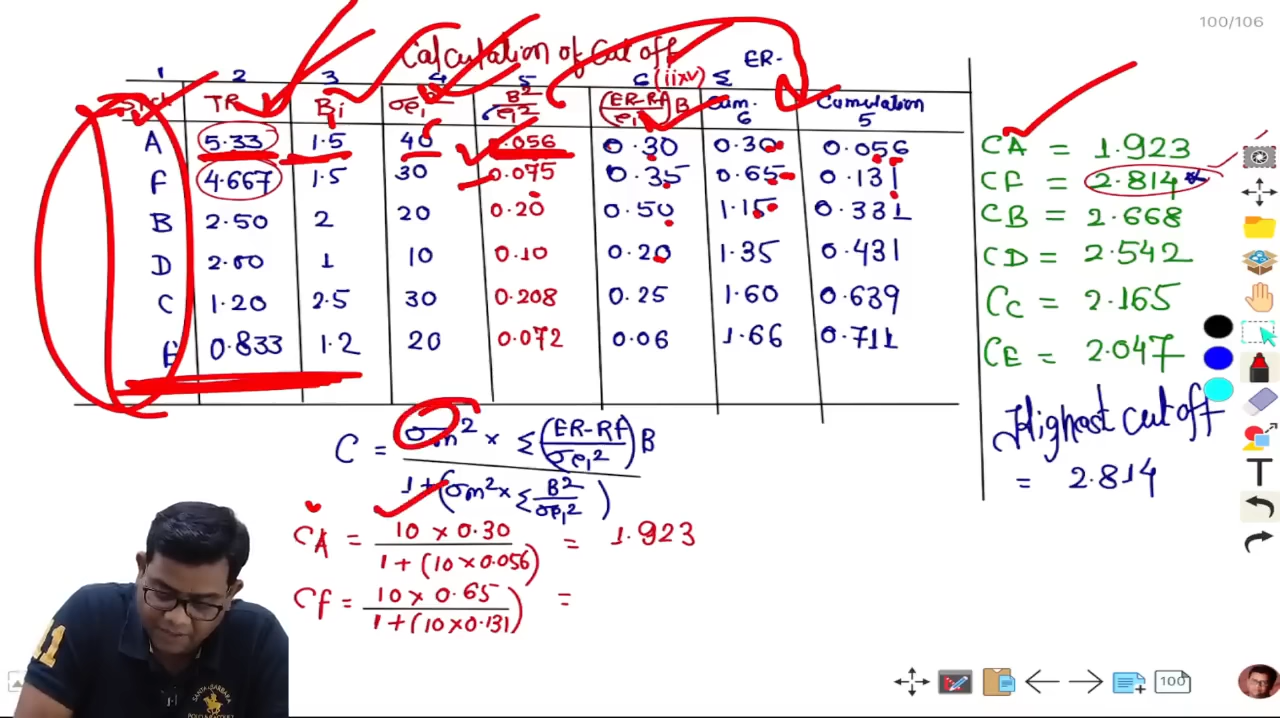 100/106
Calculation of Cut off
1 2 3 4 5 6 (iixv) Σ ER-
TR Bi σei² B²/σei² (ER-RF/σei²)B Cum. 6 Cumulation 5
A 5.33 1.5 40 0.056 0.30 0.30 0.056
F 4.667 1.5 30 0.075 0.35 0.65 0.131
B 2.50 2 20 0.20 0.50 1.15 0.331
D 2.00 1 10 0.10 0.20 1.35 0.431
C 1.20 2.5 30 0.208 0.25 1.60 0.639
E 0.833 1.2 20 0.072 0.06 1.66 0.711
C = σm² × Σ(ER-RF/σei²)B / 1+(σm² × Σ B²/σei²)
CA = 10 × 0.30 / 1+(10×0.056) = 1.923
Cf = 10 × 0.65 / 1+(10×0.131) =
CA = 1.923
CF = 2.814
CB = 2.668
CD = 2.542
CC = 2.165
CE = 2.047
Highest cut off
= 2.814
11
SANTA BARBARA
POLO
T
100